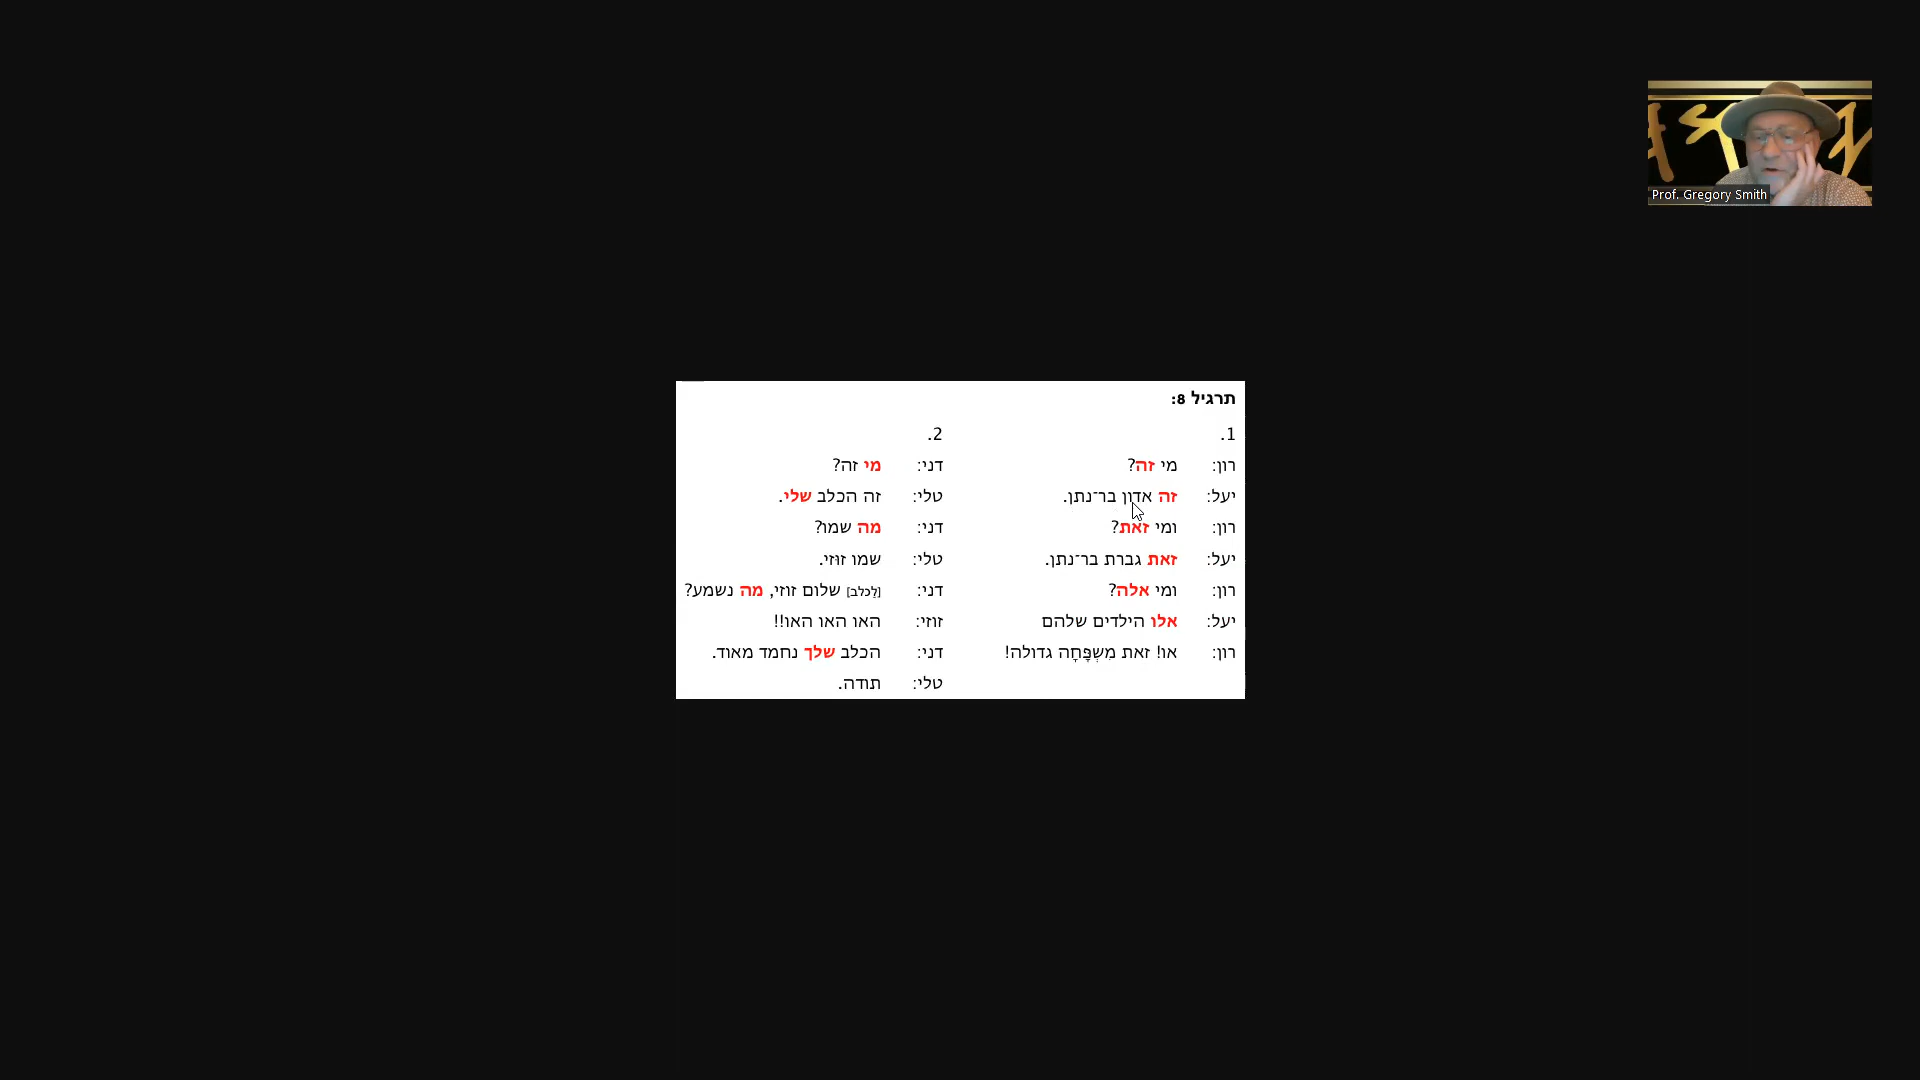 תרגיל 8:
1.
רון: מי זה?
יעל: זה אדון בר־נתן.
רון: ומי זאת?
יעל: זאת גברת בר־נתן.
רון: ומי אלה?
יעל: אלו הילדים שלהם
רון: או! זאת מִשְפָּחָה גדולה!
2.
דני: מי זה?
טלי: זה הכלב שלי.
דני: מה שמו?
טלי: שמו זוּזי.
דני: [לַכלב] שלום זוזי, מה נשמע?
זוזי: האו האו האו!!
דני: הכלב שלך נחמד מאוד.
טלי: תודה.
Prof. Gregory Smith